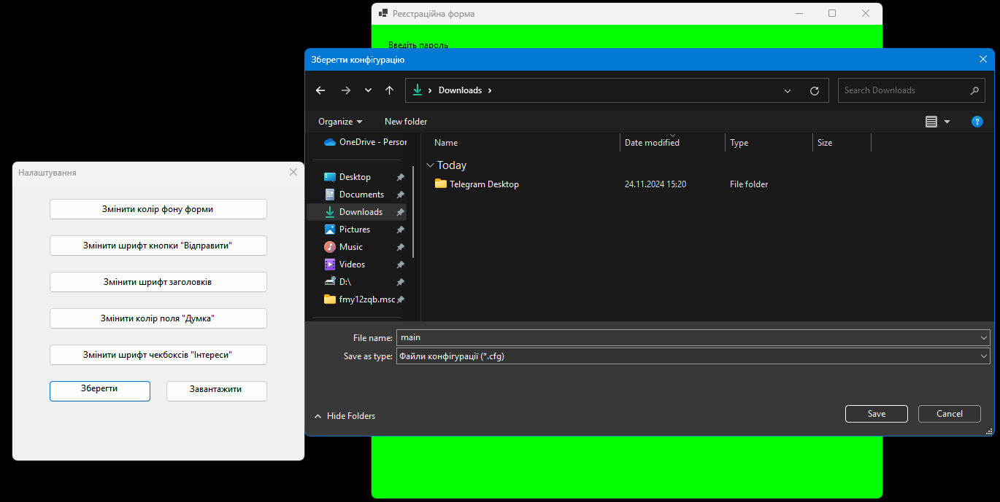 Реєстраційна форма
Введіть пароль
Зберегти конфігурацію
Downloads
Search Downloads
Organize
New folder
OneDrive - Persor
Desktop
Documents
Downloads
Pictures
Music
Videos
D:\
fmy12zqb.msc
Name
Date modified
Type
Size
Today
Telegram Desktop
24.11.2024 15:20
File folder
File name: main
Save as type: Файли конфігурації (*.cfg)
Hide Folders
Save
Cancel
Налаштування
Змінити колір фону форми
Змінити шрифт кнопки "Відправити"
Змінити шрифт заголовків
Змінити колір поля "Думка"
Змінити шрифт чекбоксів "Інтереси"
Зберегти
Завантажити